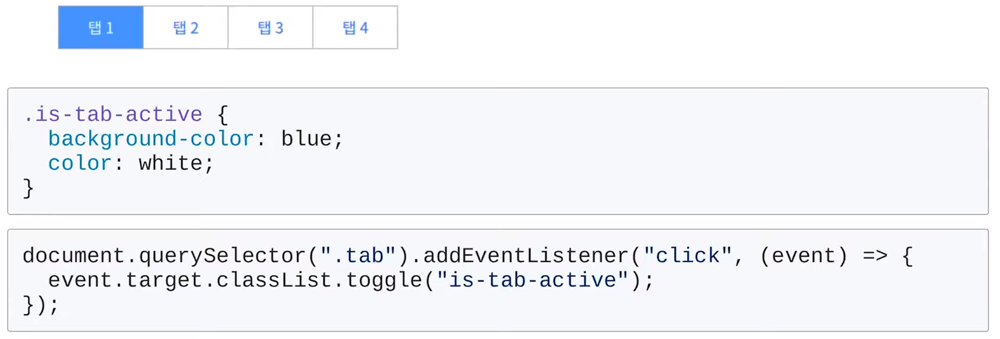 탭 1 탭 2 탭 3 탭 4
.is-tab-active {
  background-color: blue;
  color: white;
}
document.querySelector(".tab").addEventListener("click", (event) => {
  event.target.classList.toggle("is-tab-active");
});